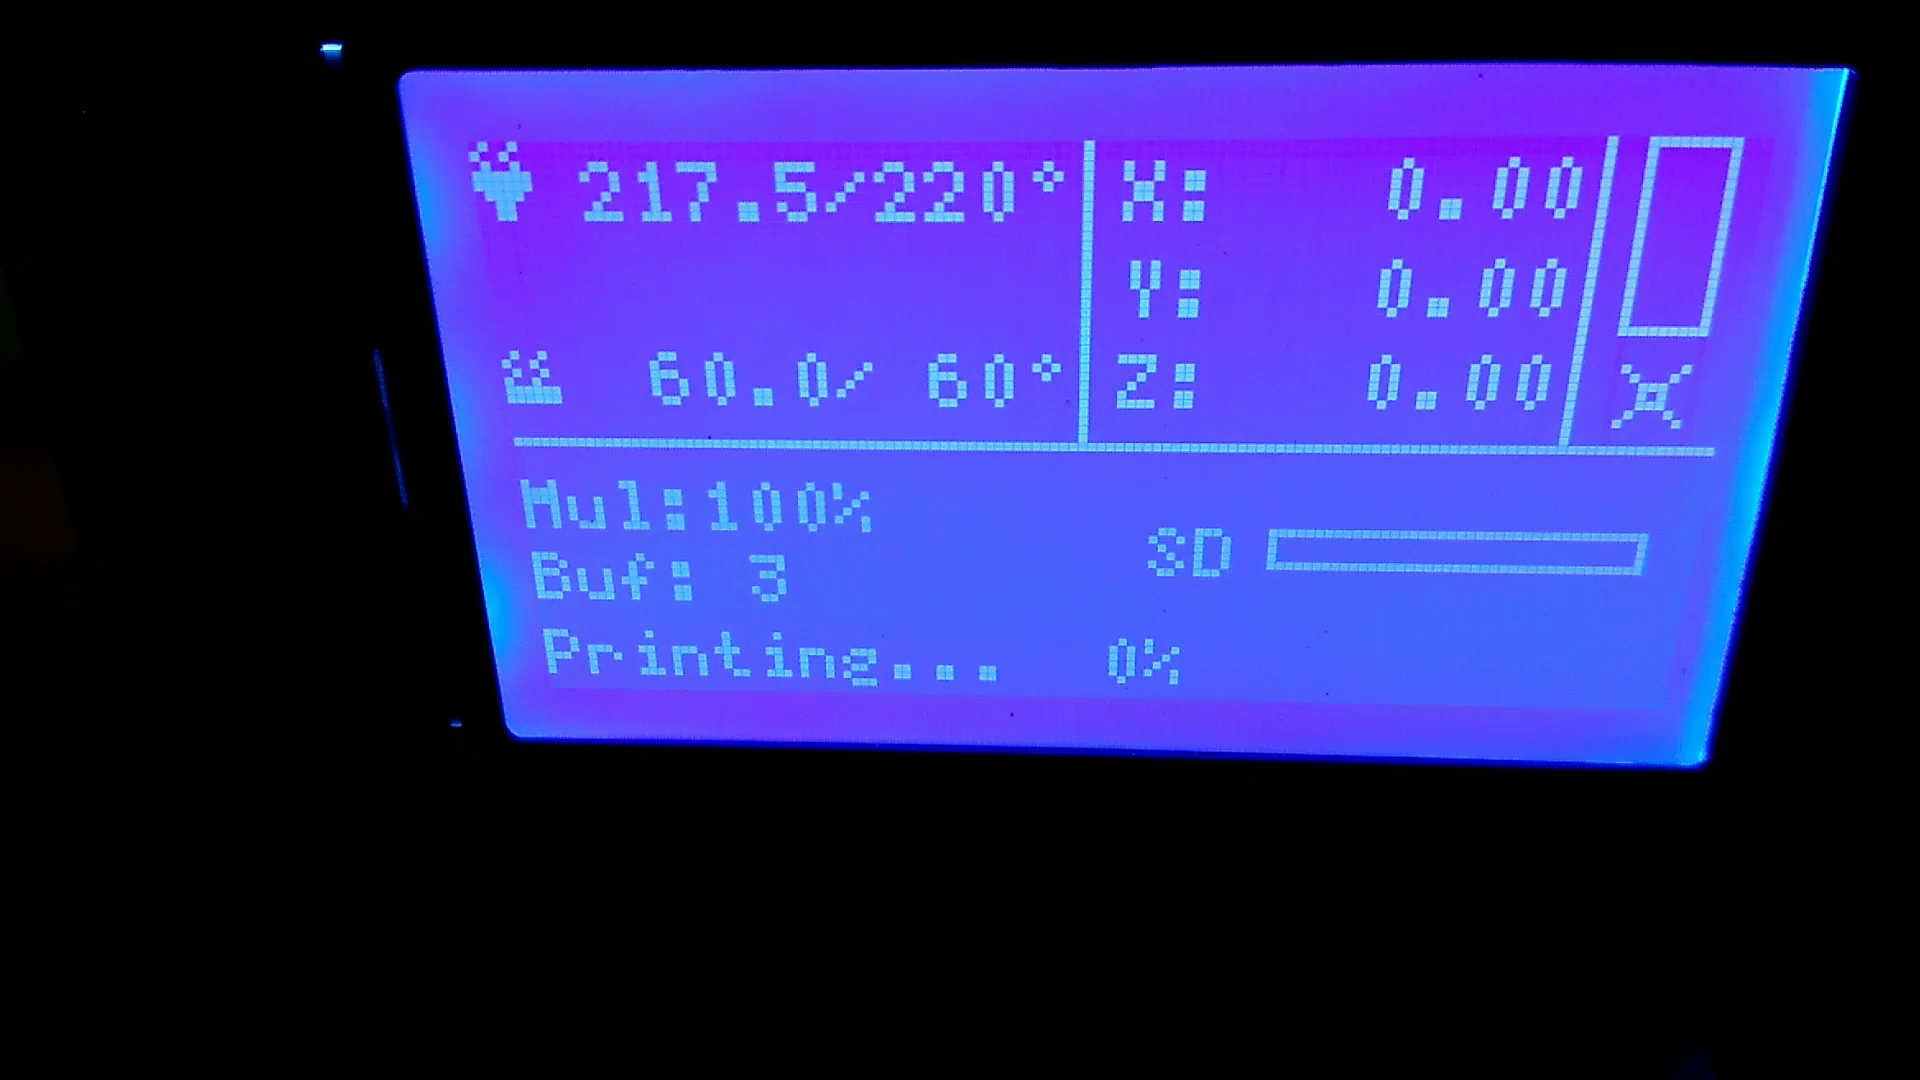 217.5/220° X: 0.00
Y: 0.00
60.0/ 60° Z: 0.00
Mul:100%
SD
Buf: 3
Printing... 0%